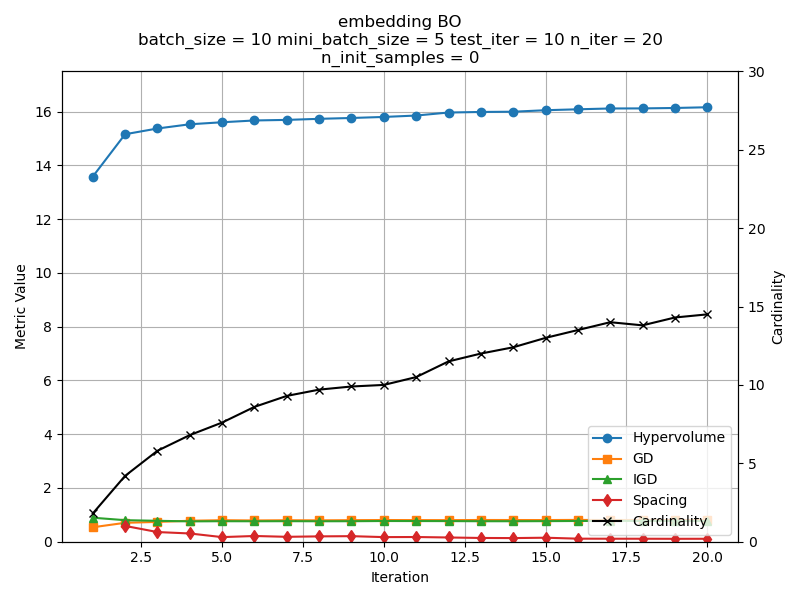 embedding BO
batch_size = 10 mini_batch_size = 5 test_iter = 10 n_iter = 20
n_init_samples = 0
Metric Value
16
14
12
10
8
6
4
2
0
30
25
20
15
10
5
0
Cardinality
Hypervolume
GD
IGD
Spacing
Cardinality
2.5 5.0 7.5 10.0 12.5 15.0 17.5 20.0
Iteration